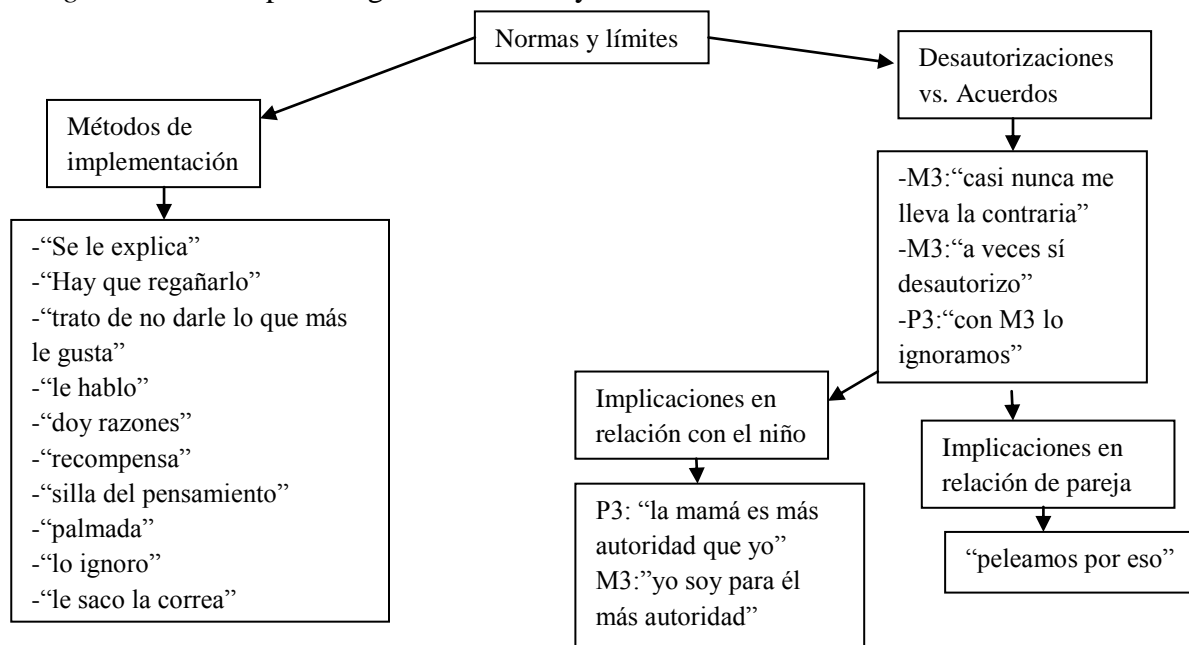 Normas y límites
Desautorizaciones
vs. Acuerdos
Métodos de
implementación
-“Se le explica”
-“Hay que regañarlo”
-“trato de no darle lo que más
le gusta”
-“le hablo”
-“doy razones”
-“recompensa”
-“silla del pensamiento”
-“palmada”
-“lo ignoro”
-“le saco la correa”
-M3:“casi nunca me
lleva la contraria”
-M3:“a veces sí
desautorizo”
-P3:“con M3 lo
ignoramos”
Implicaciones en
relación con el niño
P3: “la mamá es más
autoridad que yo”
M3:”yo soy para él
más autoridad”
Implicaciones en
relación de pareja
“peleamos por eso”